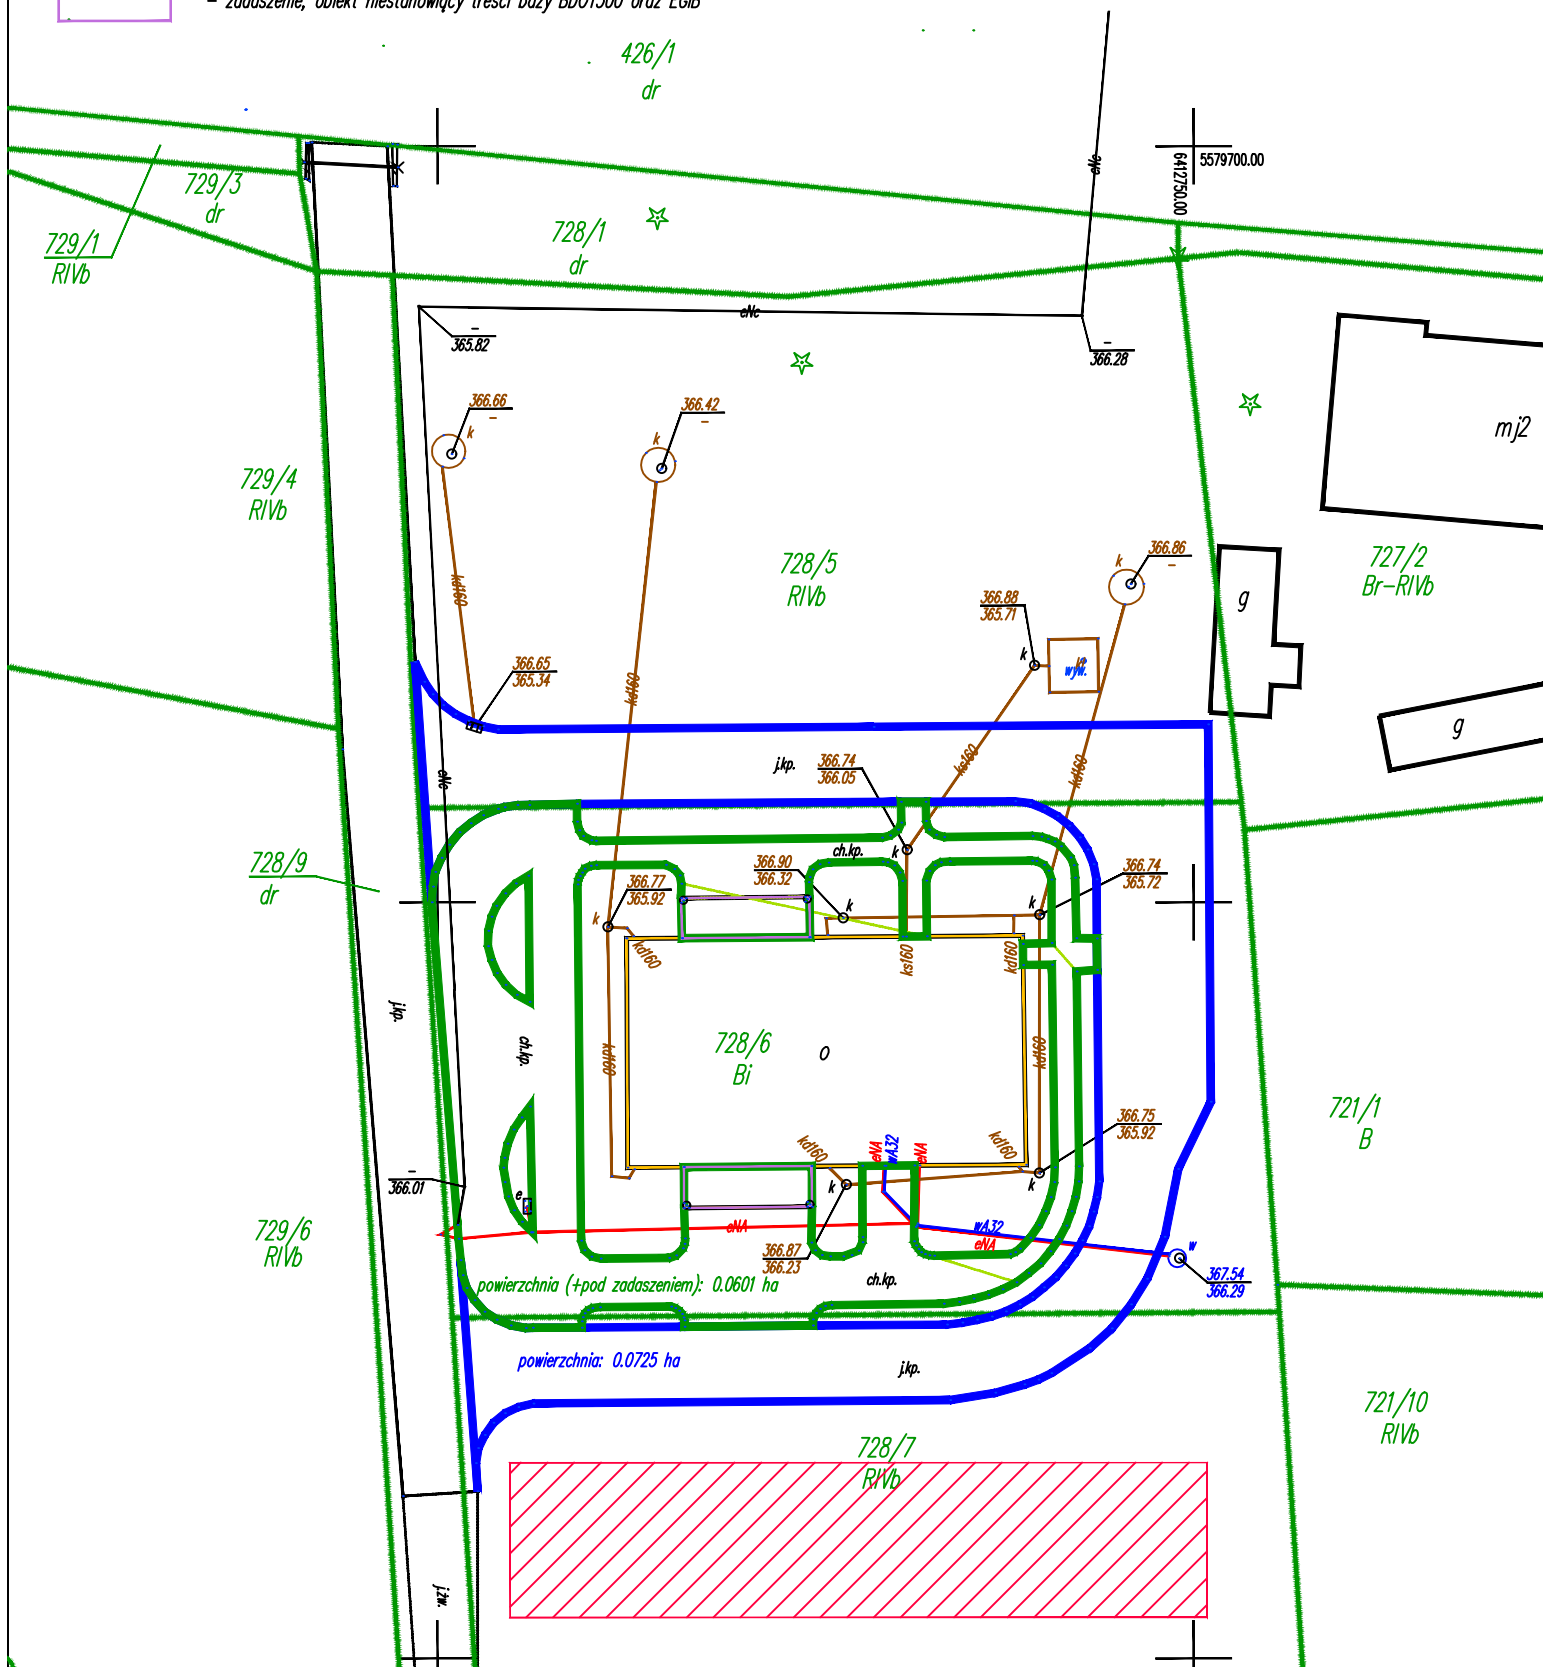 – zadaszenie, obiekt niestanowiący treści bazy BDOT500 oraz EGiB
426/1
dr
eNc
6412750.00
5579700.00
729/3
dr
729/1
RIVb
728/1
dr
eNc
–
365.82
–
366.28
366.66
–
k
366.42
–
k
mj2
729/4
RIVb
728/5
RIVb
366.86
–
k
727/2
Br–RIVb
g
kd160
366.88
365.71
k
wyw.
366.65
365.34
kd160
g
j.kp.
366.74
366.05
ks160
kd160
eNc
728/9
dr
ch.kp.
k
366.90
366.32
k
366.77
365.92
k
366.74
365.72
k
kd160
ks160
kd160
j.kp.
ch.kp.
kd160
728/6
Bi
o
kd160
721/1
B
366.75
365.92
k
kd160
eNA
wA32
eNA
kd160
–
366.01
e
k
729/6
RIVb
eNA
366.87
366.23
wA32
eNA
w
367.54
366.29
ch.kp.
powierzchnia (+pod zadaszeniem): 0.0601 ha
powierzchnia: 0.0725 ha
j.kp.
721/10
RIVb
728/7
RIVb
j.żw.